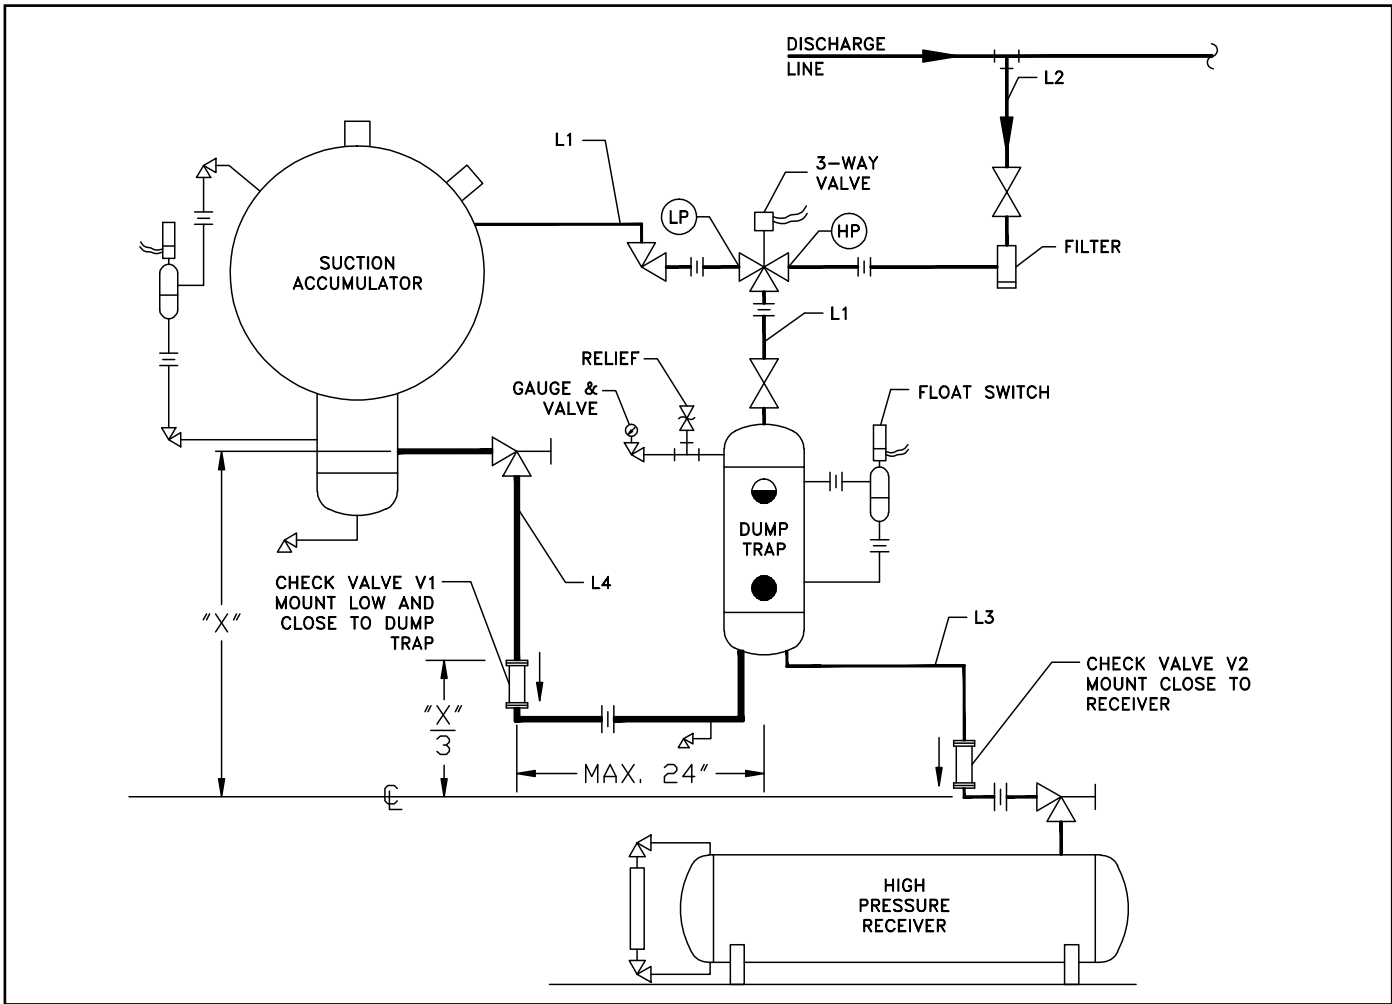 DISCHARGE
LINE
L2
L1
3-WAY
VALVE
LP
HP
FILTER
SUCTION
ACCUMULATOR
L1
RELIEF
GAUGE &
VALVE
FLOAT SWITCH
DUMP
TRAP
CHECK VALVE V1
MOUNT LOW AND
CLOSE TO DUMP
TRAP
L4
"X"
L3
CHECK VALVE V2
MOUNT CLOSE TO
RECEIVER
"X"
3
MAX. 24"
CL
HIGH
PRESSURE
RECEIVER